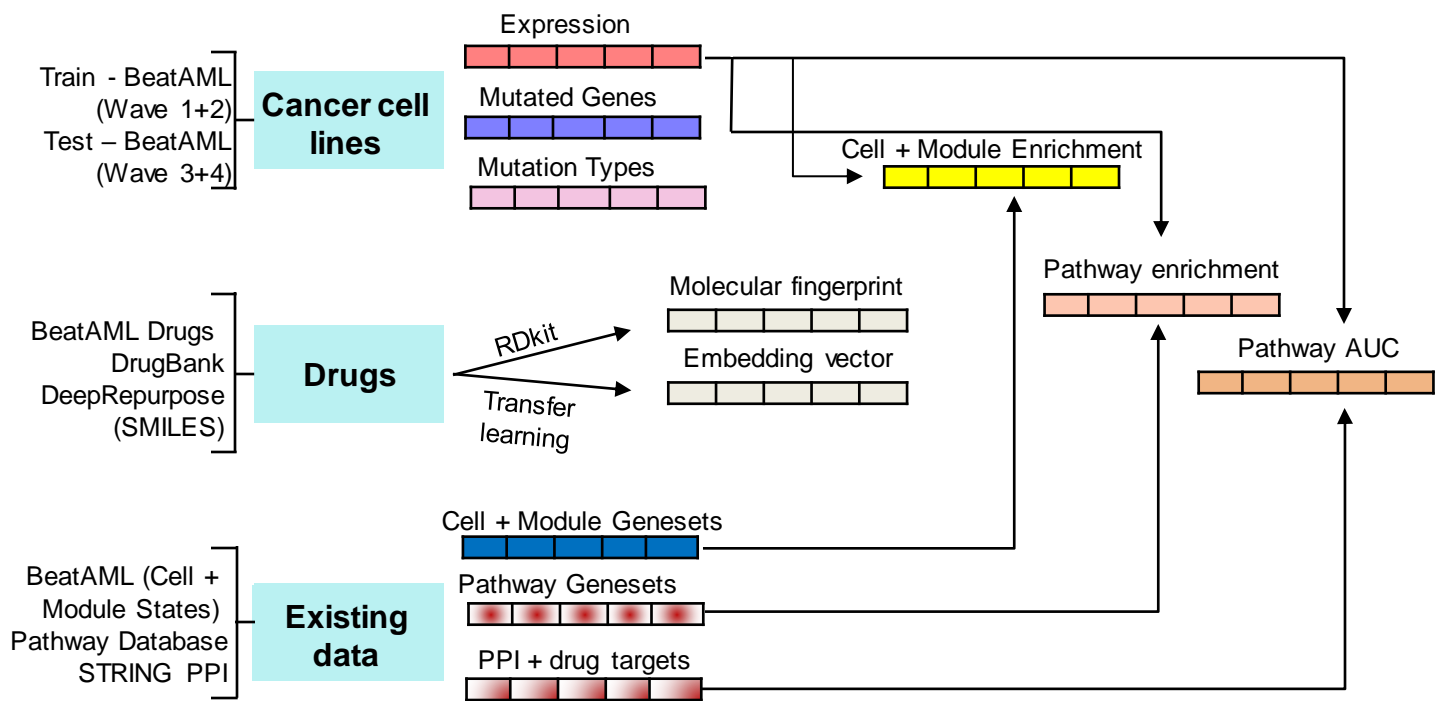 Expression
Train - BeatAML
(Wave 1+2)
Test – BeatAML
(Wave 3+4)
Cancer cell
lines
Mutated Genes
Mutation Types
Cell + Module Enrichment
Pathway enrichment
Pathway AUC
BeatAML Drugs
DrugBank
DeepRepurpose
(SMILES)
Drugs
RDkit
Transfer
learning
Molecular fingerprint
Embedding vector
BeatAML (Cell +
Module States)
Pathway Database
STRING PPI
Existing
data
Cell + Module Genesets
Pathway Genesets
PPI + drug targets